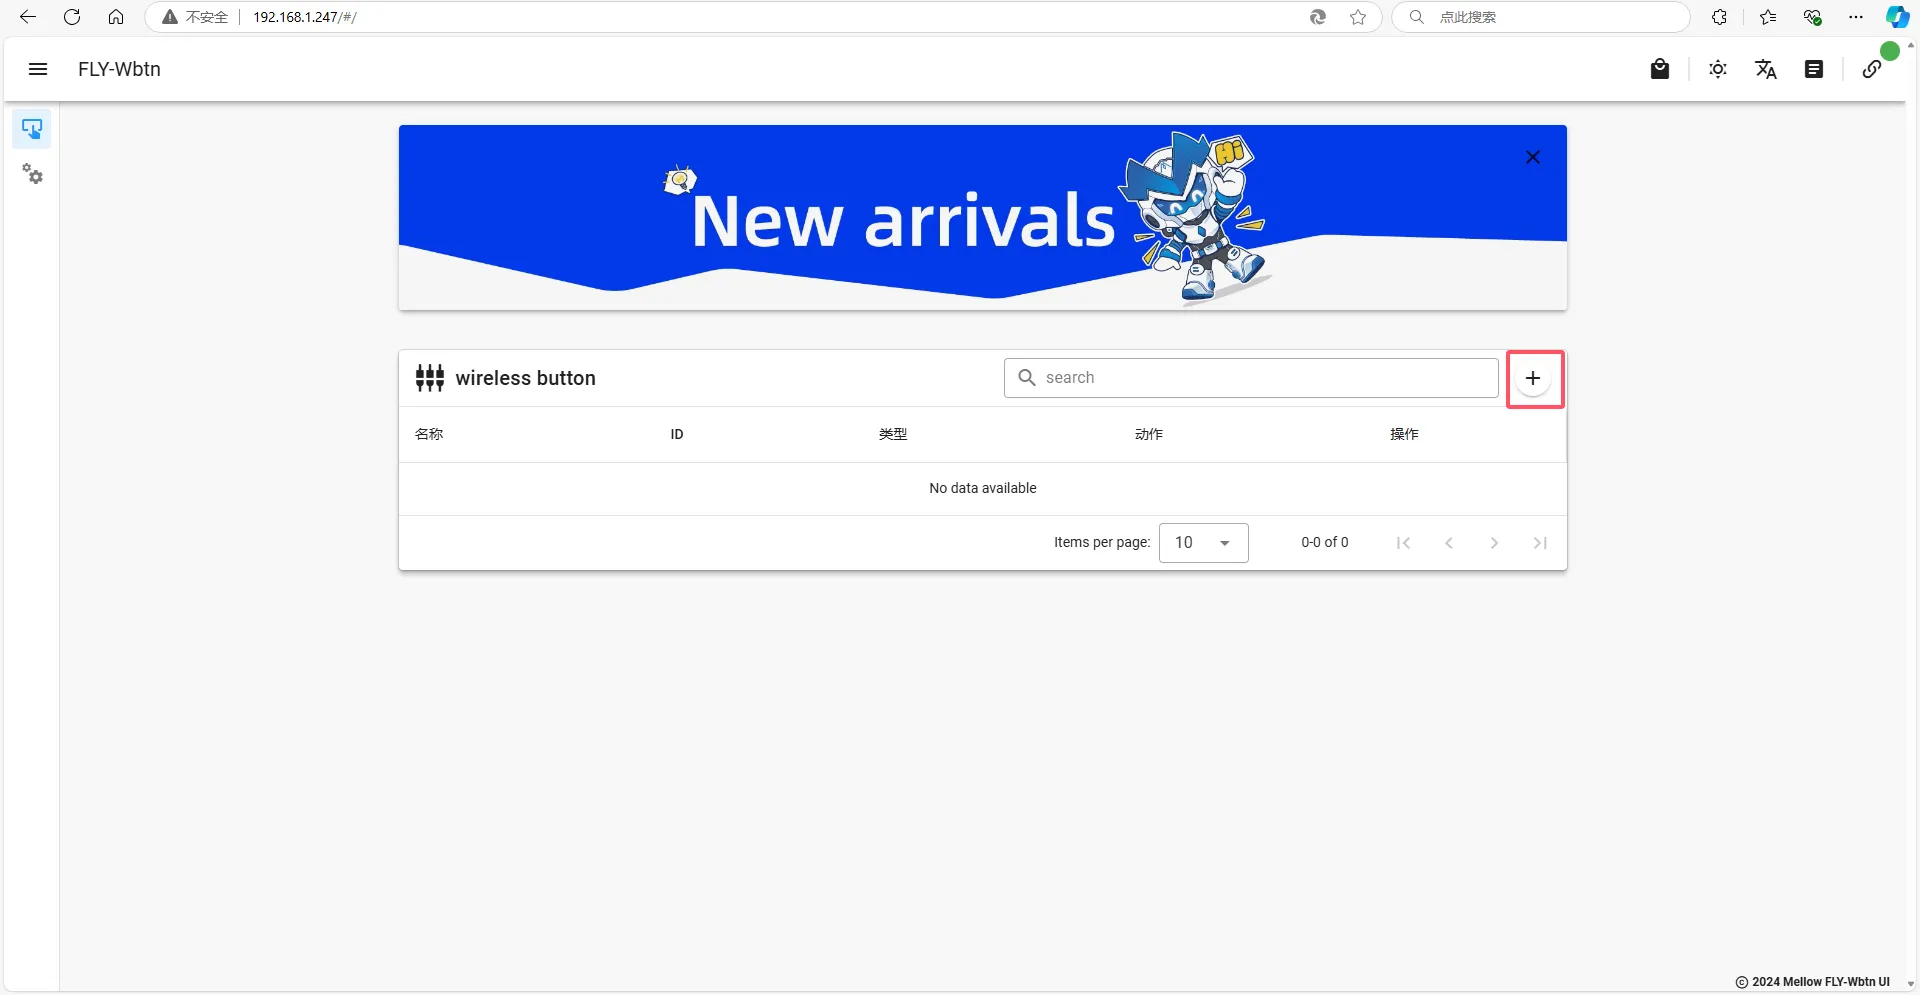 不安全 192.168.1.247/#/ 点此搜索
FLY-Wbtn
Hi
New arrivals
wireless button search
名称 ID 类型 动作 操作
No data available
Items per page: 10 0-0 of 0
© 2024 Mellow FLY-Wbtn UI